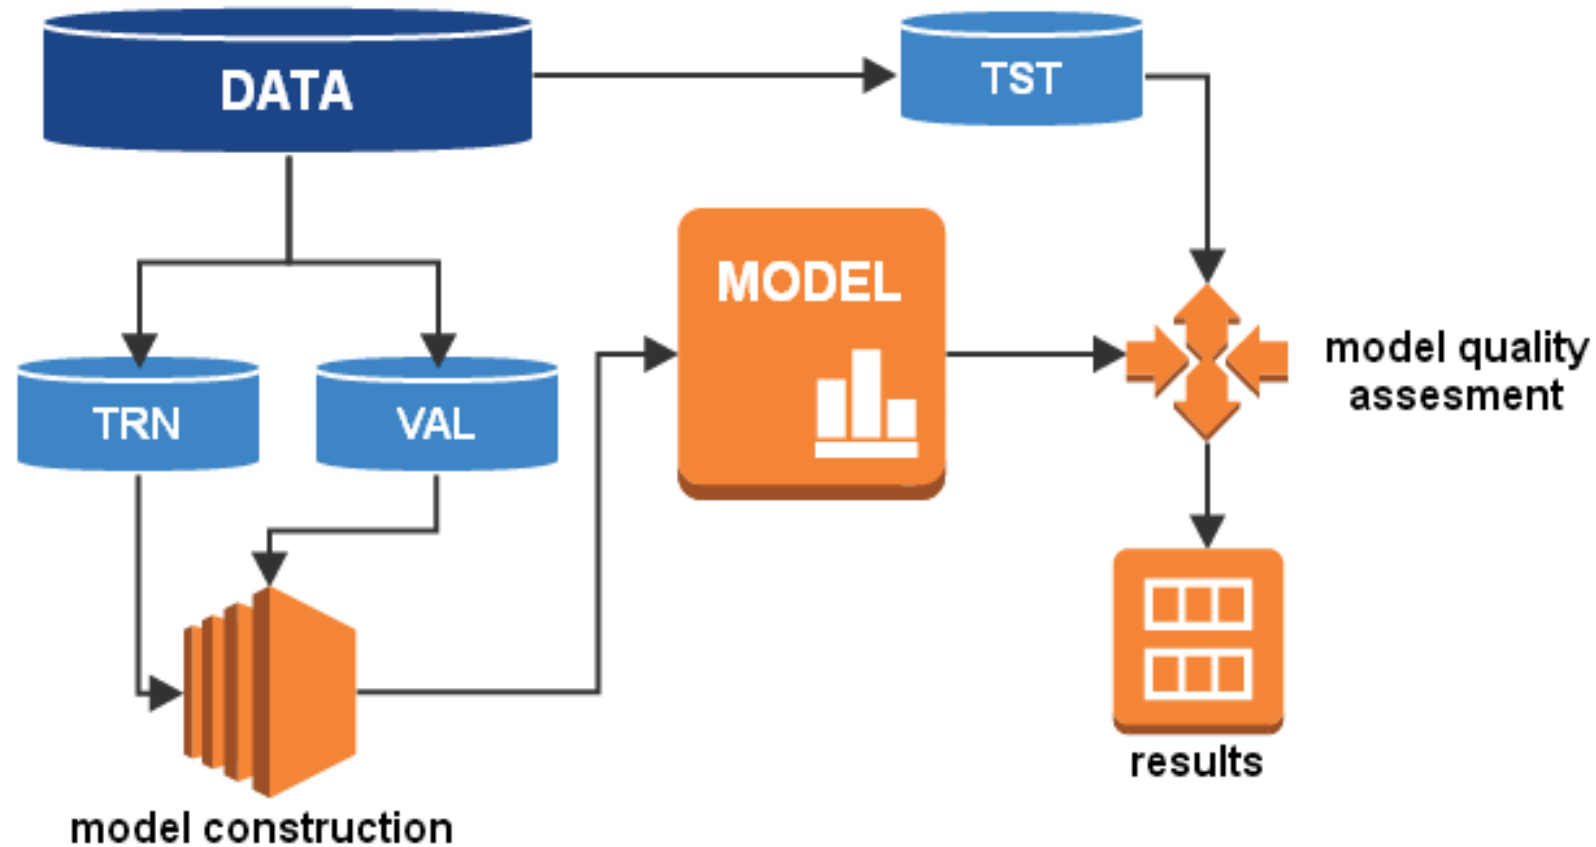 DATA
TST
MODEL
TRN
VAL
model quality
assesment
results
model construction